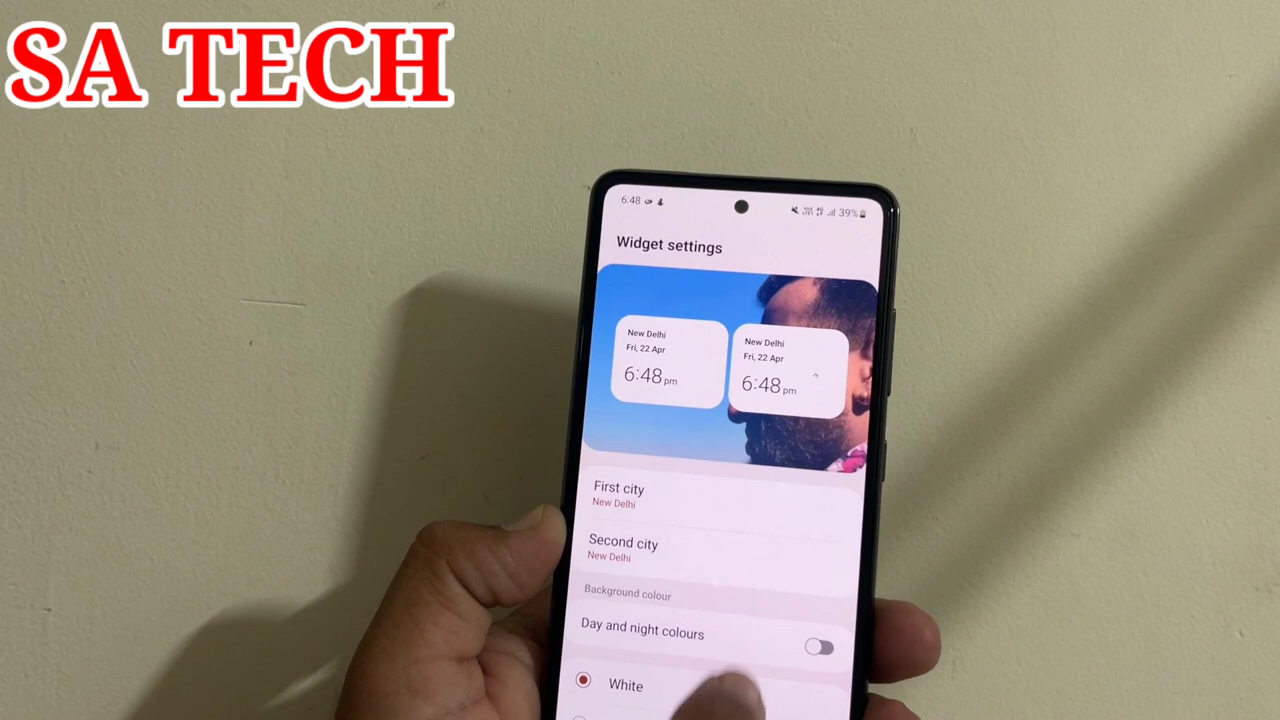 SA TECH
6:48
39%
Widget settings
New Delhi
Fri, 22 Apr
6:48 pm
New Delhi
Fri, 22 Apr
6:48 pm
First city
New Delhi
Second city
New Delhi
Background colour
Day and night colours
White